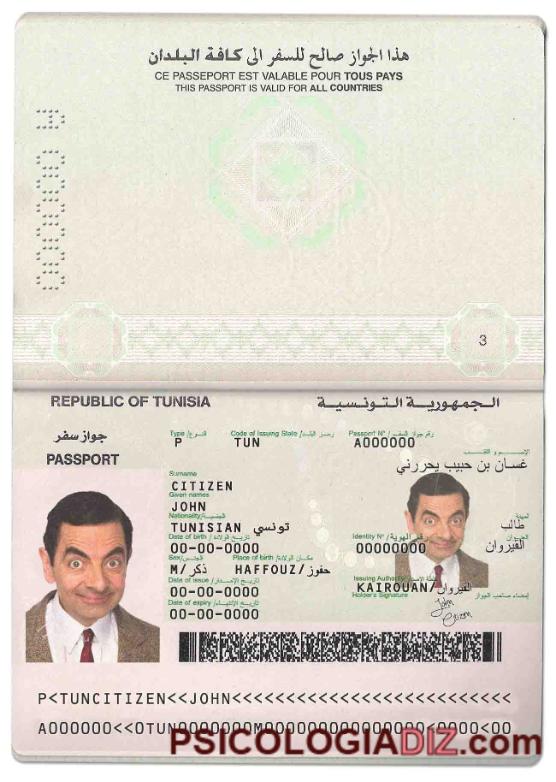 هذا الجواز صالح للسفر الى كافة البلدان
CE PASSEPORT EST VALABLE POUR TOUS PAYS
THIS PASSPORT IS VALID FOR ALL COUNTRIES
3
REPUBLIC OF TUNISIA الـجمهوريـة الـتونـسيـة
جواز سفر
PASSPORT
Type / النوع Code of Issuing State / رمز البلد Passport N° / رقم جواز السفر
P TUN A000000
الإسم و اللقب
غسان بن حبيب يحرزني
Surname
CITIZEN
Given names
JOHN
المهنة
طالب
Nationality / الجنسية
TUNISIAN تونسي
العنوان
القيروان
Date of birth / تاريخ الولادة Identity N° / رقم الهوية
00-00-0000 00000000
Sex / الجنس Place of birth / مكان الولادة
M/ ذكر HAFFOUZ/ حفوز
Date of issue / تاريخ الإصدار Issuing Authority
00-00-0000 KAIROUAN/ القيروان
Date of expiry / تاريخ الإنتهاء Holder's Signature إمضاء صاحب الجواز
00-00-0000
John
Citizen
P<TUNCITIZEN<<JOHN<<<<<<<<<<<<<<<<<<<<<<<<<<
A000000<<0TUN0000000M0000000000000000<0000<00
PSICOLOGIADIZ.com